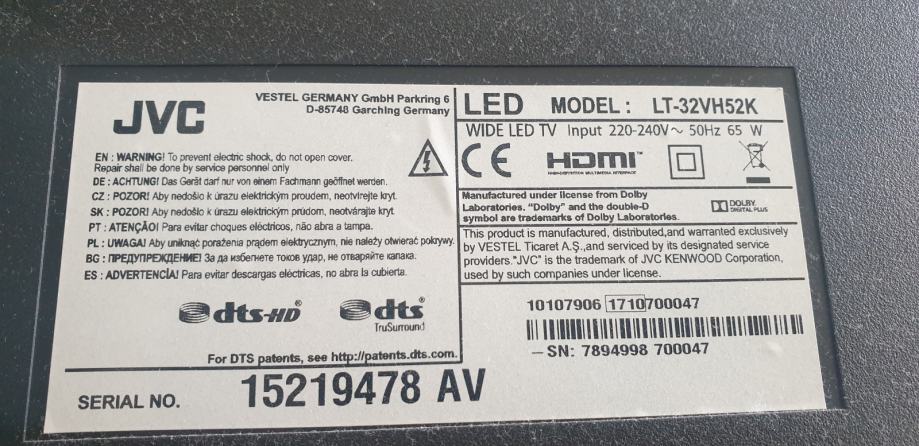 JVC
VESTEL GERMANY GmbH Parkring 6
D-85748 Garching Germany
EN : WARNING! To prevent electric shock, do not open cover.
Repair shall be done by service personnel only
DE : ACHTUNG! Das Gerät darf nur von einem Fachmann geöffnet werden.
CZ : POZOR! Aby nedošlo k úrazu elektrickým proudem, neotvírejte kryt.
SK : POZOR! Aby nedošlo k úrazu elektrickým prúdom, neotvárajte kryt.
PT : ATENÇÃO! Para evitar choques eléctricos, não abra a tampa.
PL : UWAGA! Aby uniknąć porażenia prądem elektrycznym, nie należy otwierać pokrywy.
BG : ПРЕДУПРЕЖДЕНИЕ! За да избегнете токов удар, не отваряйте капака.
ES : ADVERTENCİA! Para evitar descargas eléctricas, no abra la cubierta.
dts-HD®
dts®
TruSurround
For DTS patents, see http://patents.dts.com.
LED MODEL : LT-32VH52K
WIDE LED TV Input 220-240V~ 50Hz 65 W
CE HDMI™
HIGH-DEFINITION MULTIMEDIA INTERFACE
Manufactured under license from Dolby
Laboratories. "Dolby" and the double-D
symbol are trademarks of Dolby Laboratories.
DOLBY
DIGITAL PLUS
This product is manufactured, distributed,and warranted exclusively
by VESTEL Ticaret A.Ş.,and serviced by its designated service
providers."JVC" is the trademark of JVC KENWOOD Corporation,
used by such companies under license.
10107906 1710700047
– SN: 7894998 700047
SERIAL NO. 15219478 AV